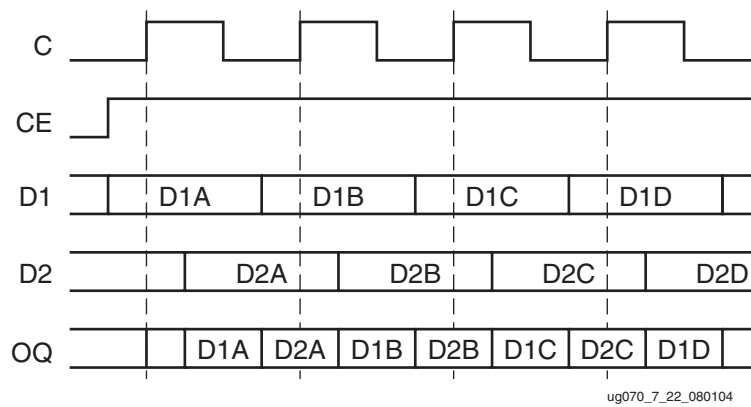 C
CE
D1 D1A D1B D1C D1D
D2 D2A D2B D2C D2D
OQ D1A D2A D1B D2B D1C D2C D1D
ug070_7_22_080104